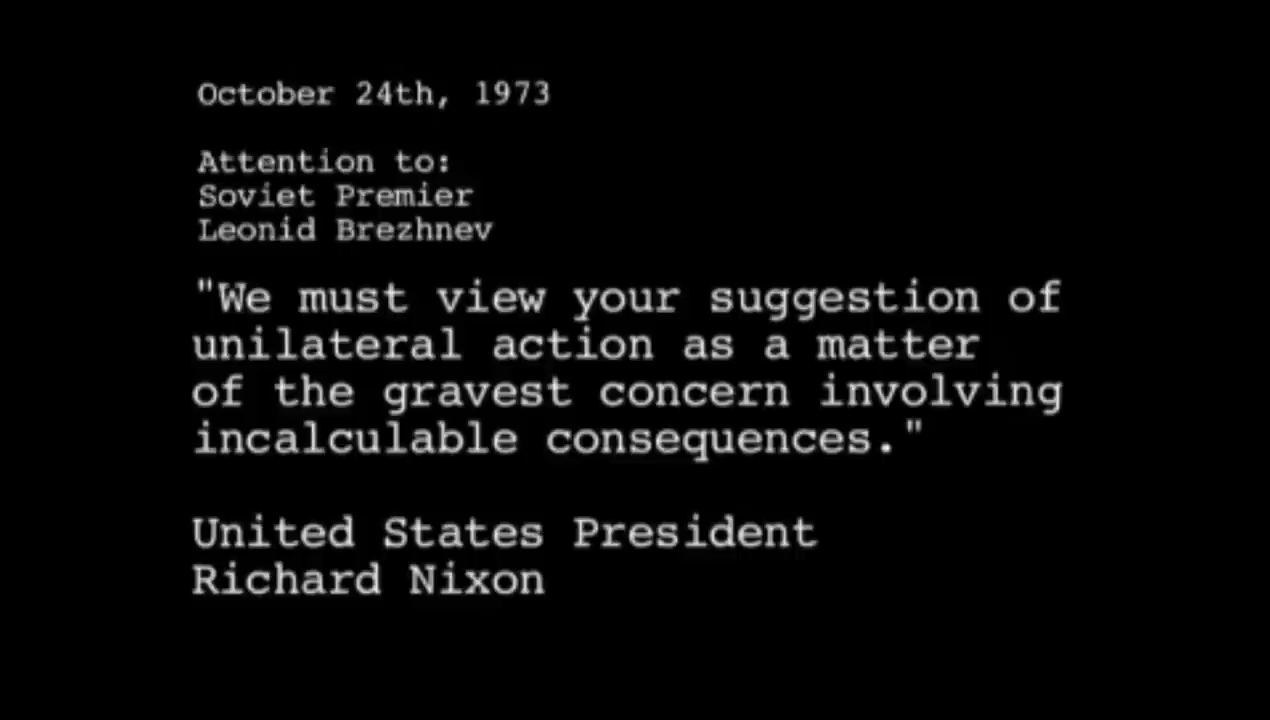 October 24th, 1973
Attention to:
Soviet Premier
Leonid Brezhnev
"We must view your suggestion of
unilateral action as a matter
of the gravest concern involving
incalculable consequences."
United States President
Richard Nixon